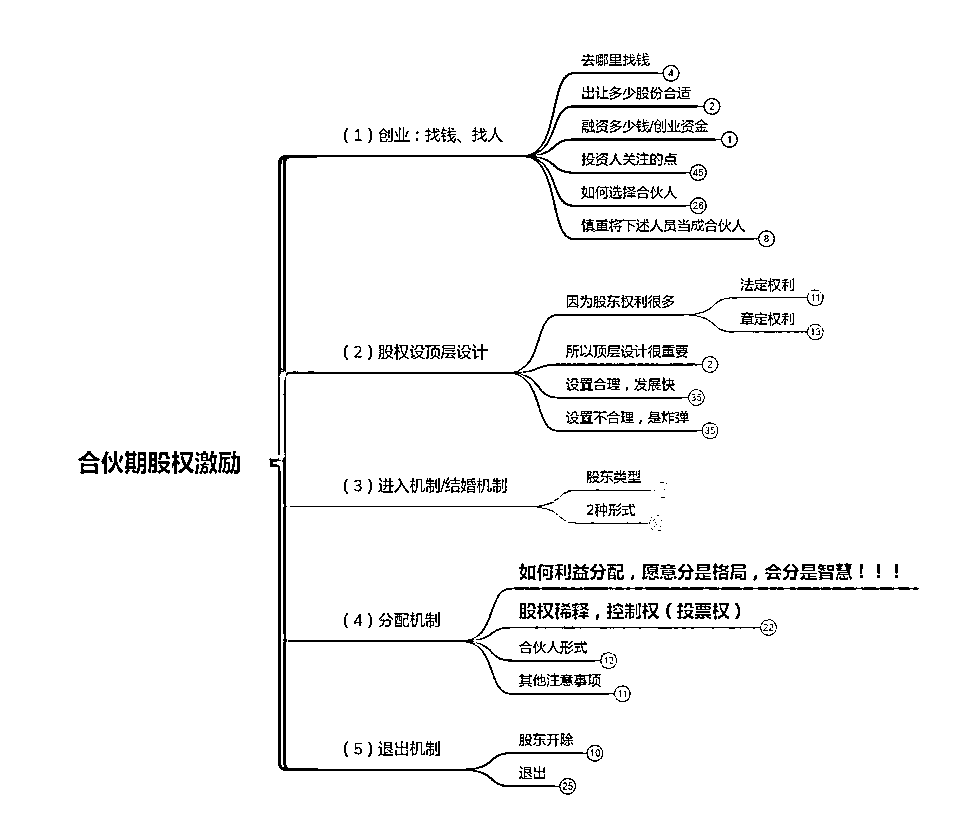 合伙期股权激励
（1）创业：找钱、找人
去哪里找钱 4
出让多少股份合适 2
融资多少钱/创业资金 1
投资人关注的点 45
如何选择合伙人 26
慎重将下述人员当成合伙人 8
（2）股权设顶层设计
因为股东权利很多
法定权利 11
章定权利 13
所以顶层设计很重要 2
设置合理，发展快
设置不合理，是炸弹
（3）进入机制/结婚机制
股东类型
2种形式
（4）分配机制
如何利益分配，愿意分是格局，会分是智慧！！！
股权稀释，控制权（投票权） 22
合伙人形式 12
其他注意事项 11
（5）退出机制
股东开除 10
退出 25